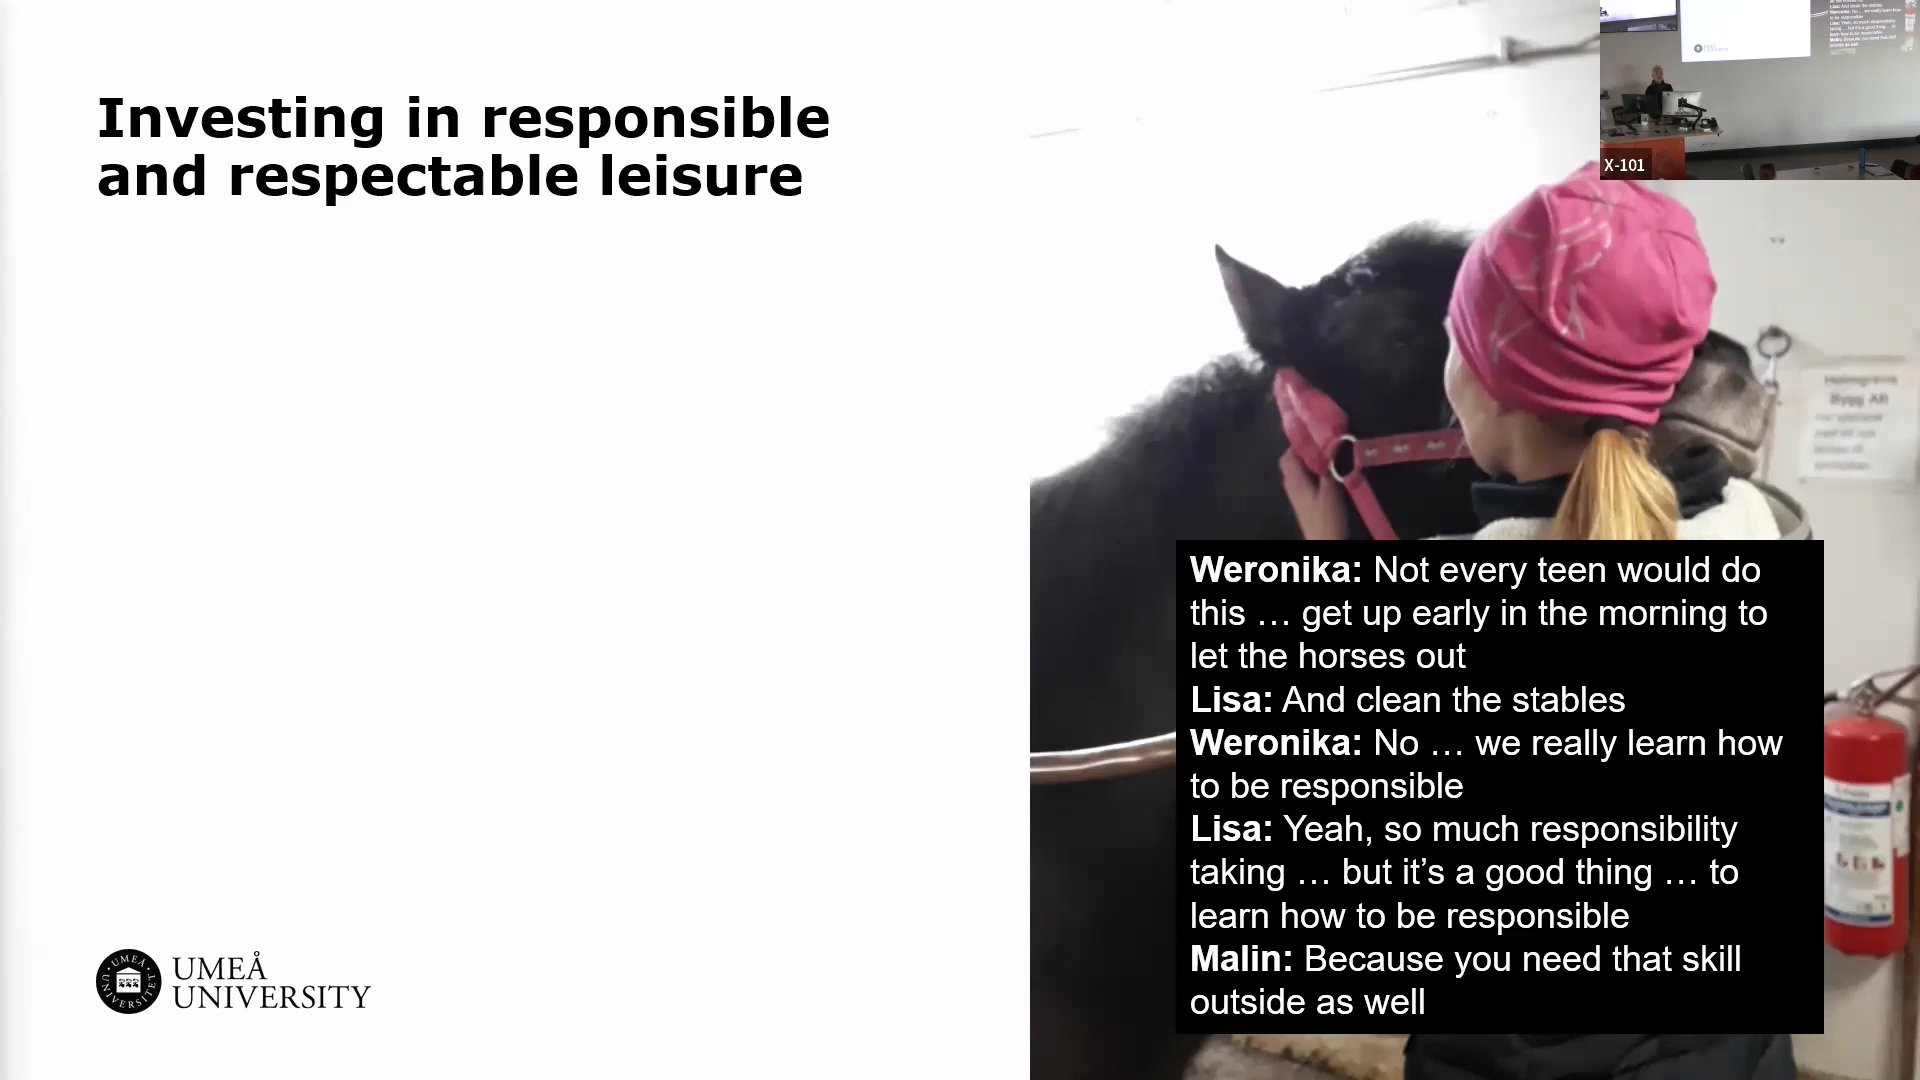 Investing in responsible
and respectable leisure
X-101
Helmgrens
Bygg AB
Weronika: Not every teen would do
this … get up early in the morning to
let the horses out
Lisa: And clean the stables
Weronika: No … we really learn how
to be responsible
Lisa: Yeah, so much responsibility
taking … but it’s a good thing … to
learn how to be responsible
Malin: Because you need that skill
outside as well
UMEÅ
UNIVERSITY